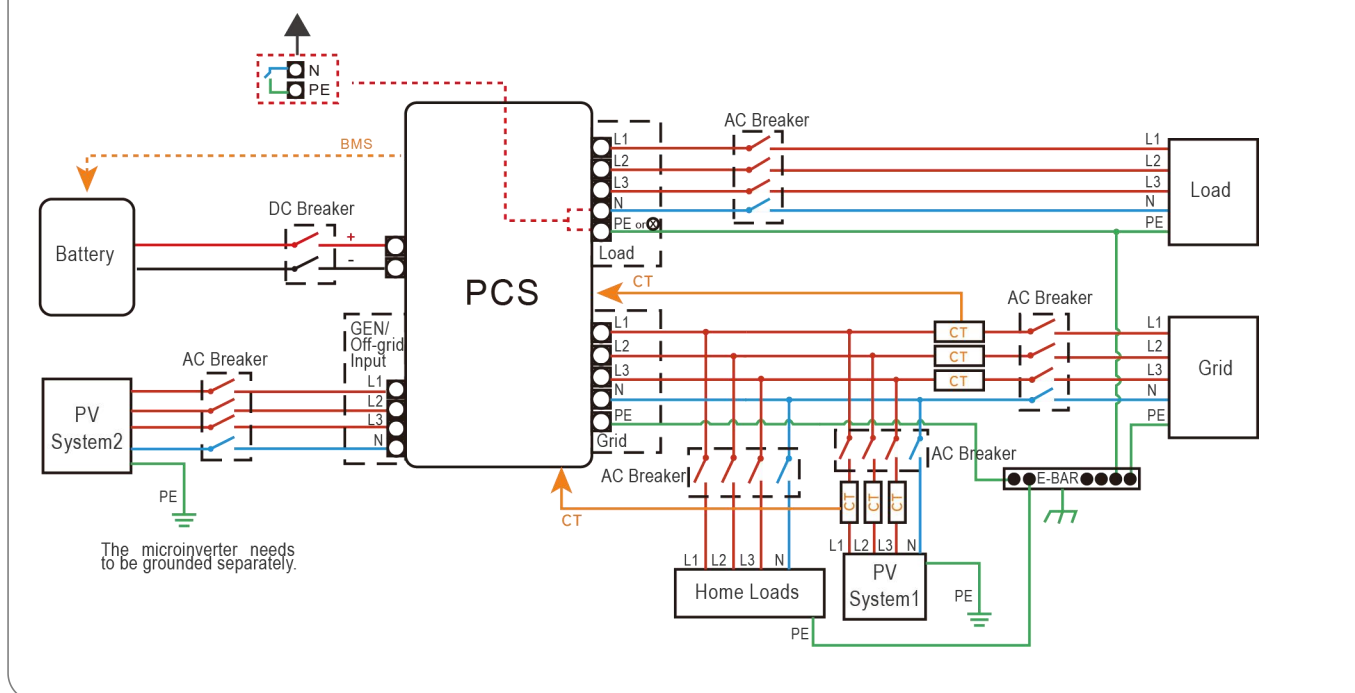 N
PE
BMS
AC Breaker
L1
L2
L3
N
PE or
Load
L1
L2
L3
N
PE
Load
DC Breaker
+
-
Battery
PCS
CT
AC Breaker
GEN/
Off-grid
Input
L1
L2
L3
N
AC Breaker
PV
System2
PE
The microinverter needs
to be grounded separately.
L1
L2
L3
N
PE
Grid
CT
CT
CT
L1
L2
L3
N
PE
Grid
AC Breaker
AC Breaker
E-BAR
CT
CT
CT
CT
L1 L2 L3 N
Home Loads
PE
L1 L2 L3 N
PV
System1
PE